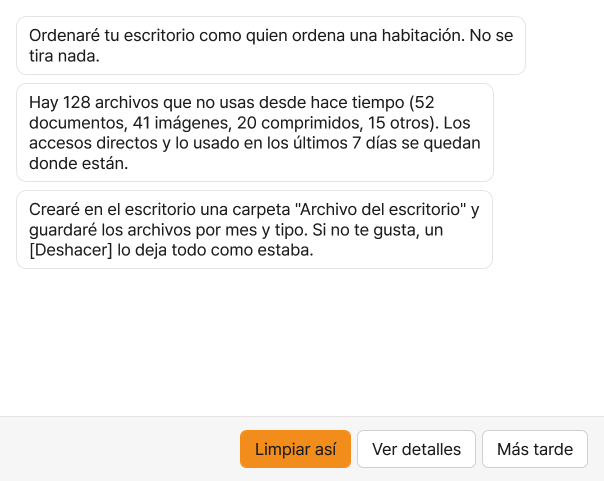 Ordenaré tu escritorio como quien ordena una habitación. No se
tira nada.
Hay 128 archivos que no usas desde hace tiempo (52
documentos, 41 imágenes, 20 comprimidos, 15 otros). Los
accesos directos y lo usado en los últimos 7 días se quedan
donde están.
Crearé en el escritorio una carpeta "Archivo del escritorio" y
guardaré los archivos por mes y tipo. Si no te gusta, un
[Deshacer] lo deja todo como estaba.
Limpiar así
Ver detalles
Más tarde